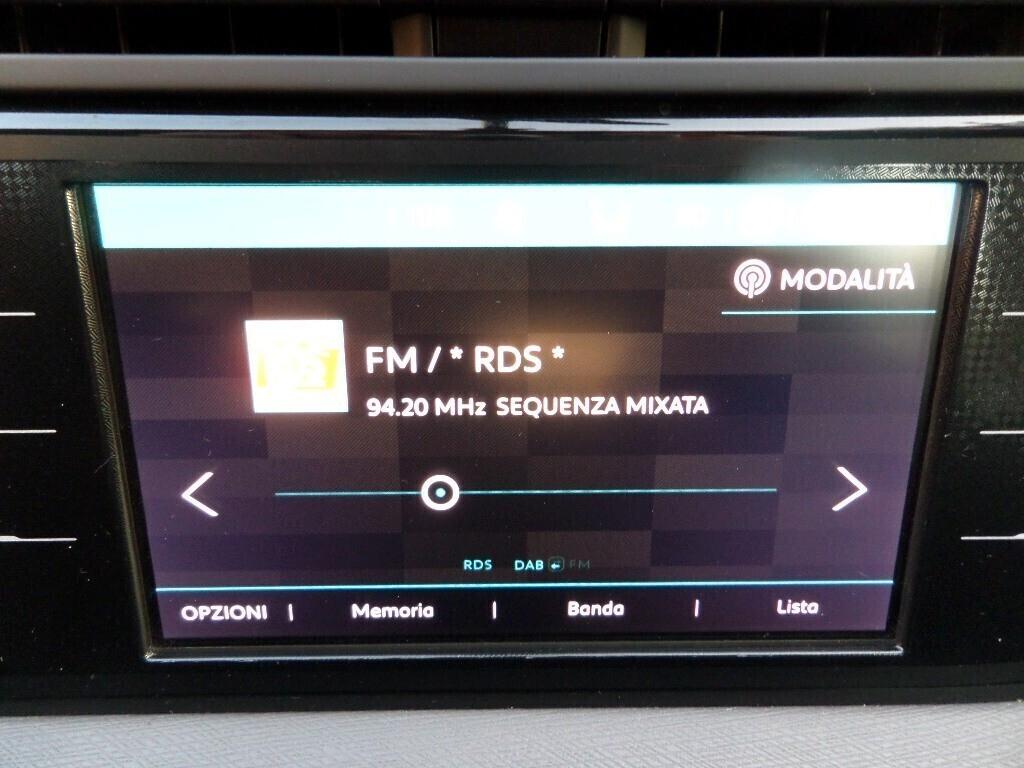 MODALITÀ
FM / * RDS *
94.20 MHz SEQUENZA MIXATA
RDS DAB FM
OPZIONI | Memoria | Banda | Lista